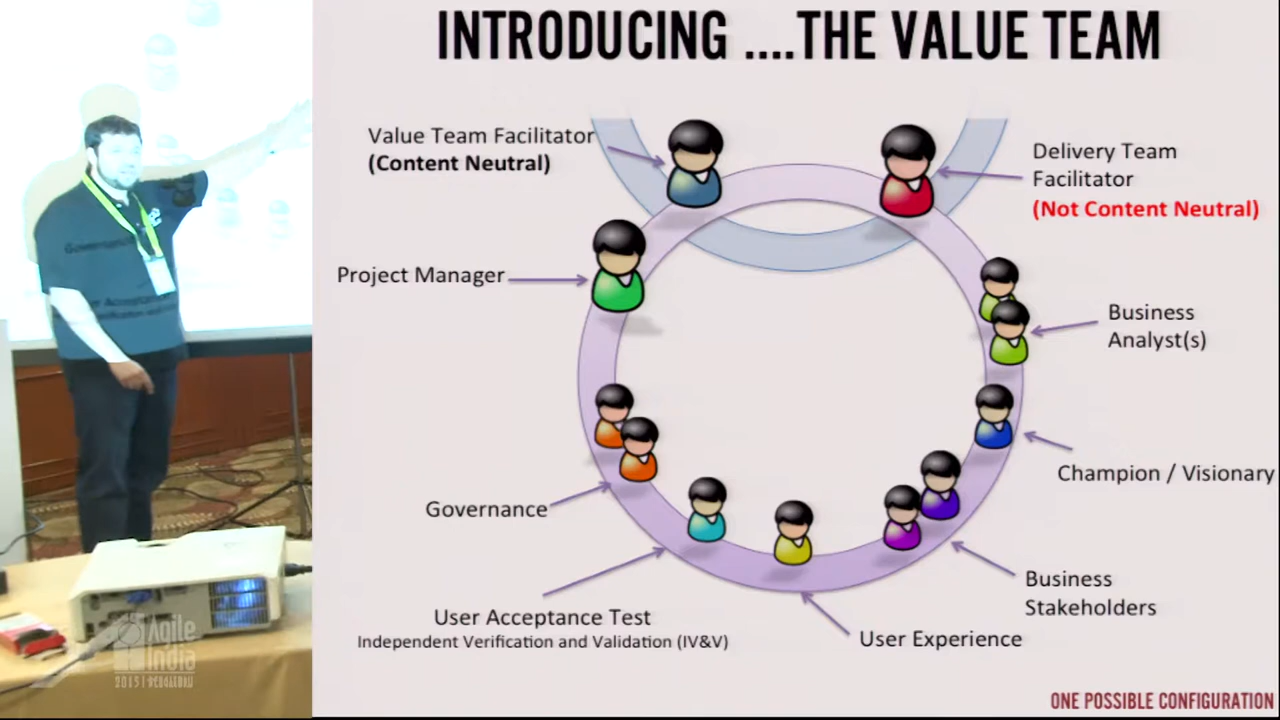 INTRODUCING ....THE VALUE TEAM
Value Team Facilitator
(Content Neutral)
Delivery Team
Facilitator
(Not Content Neutral)
Project Manager
Business
Analyst(s)
Champion / Visionary
Governance
Business
Stakeholders
User Acceptance Test
Independent Verification and Validation (IV&V)
User Experience
ONE POSSIBLE CONFIGURATION
Agile
India
2015 | BENGALURU